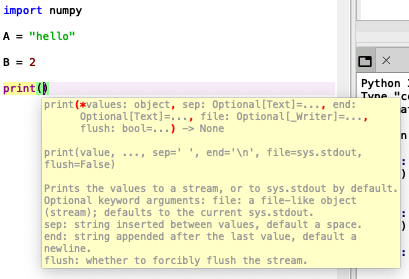 import numpy
A = "hello"
B = 2
print()
print(*values: object, sep: Optional[Text]=..., end:
Optional[Text]=..., file: Optional[_Writer]=...,
flush: bool=...) -> None
print(value, ..., sep=' ', end='\n', file=sys.stdout,
flush=False)
Prints the values to a stream, or to sys.stdout by default.
Optional keyword arguments: file: a file-like object
(stream); defaults to the current sys.stdout.
sep: string inserted between values, default a space.
end: string appended after the last value, default a
newline.
flush: whether to forcibly flush the stream.
Python